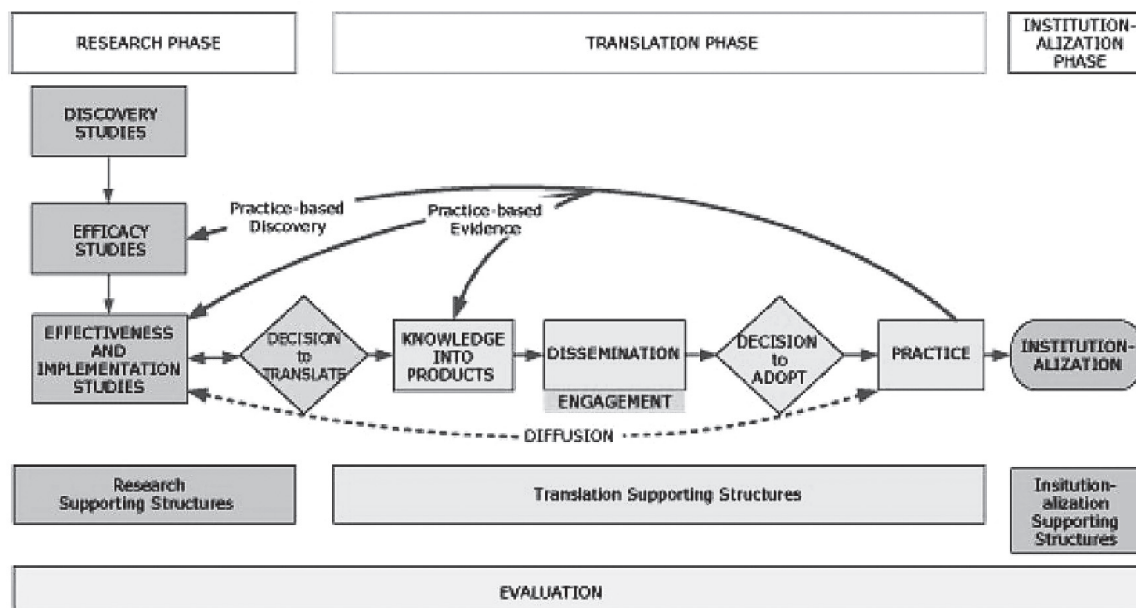 RESEARCH PHASE
TRANSLATION PHASE
INSTITUTION-
ALIZATION
PHASE
DISCOVERY
STUDIES
EFFICACY
STUDIES
Practice-based
Discovery
Practice-based
Evidence
EFFECTIVENESS
AND
IMPLEMENTATION
STUDIES
DECISION
to
TRANSLATE
KNOWLEDGE
INTO
PRODUCTS
DISSEMINATION
ENGAGEMENT
DECISION
to
ADOPT
PRACTICE
INSTITUTION-
ALIZATION
DIFFUSION
Research
Supporting Structures
Translation Supporting Structures
Insitution-
alization
Supporting
Structures
EVALUATION